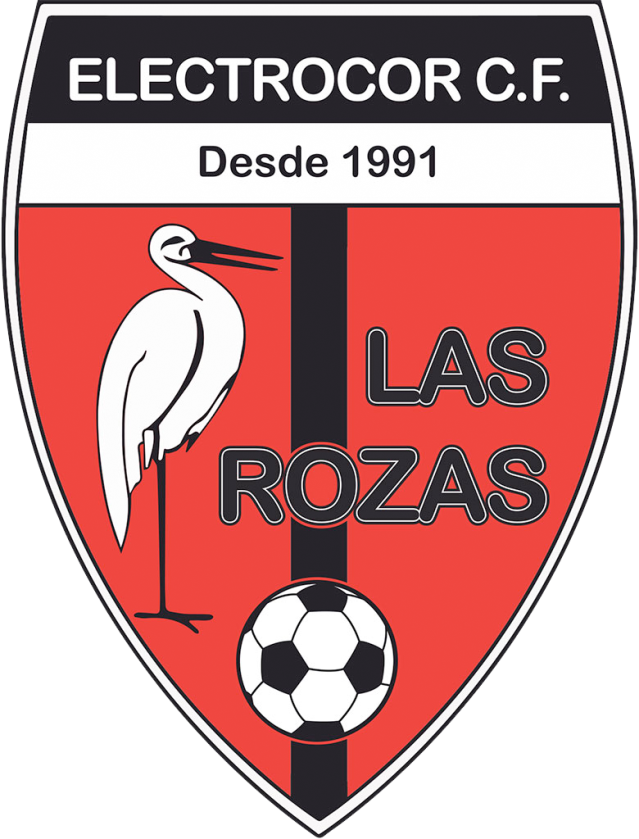 ELECTROCOR C.F.
Desde 1991
LAS
ROZAS